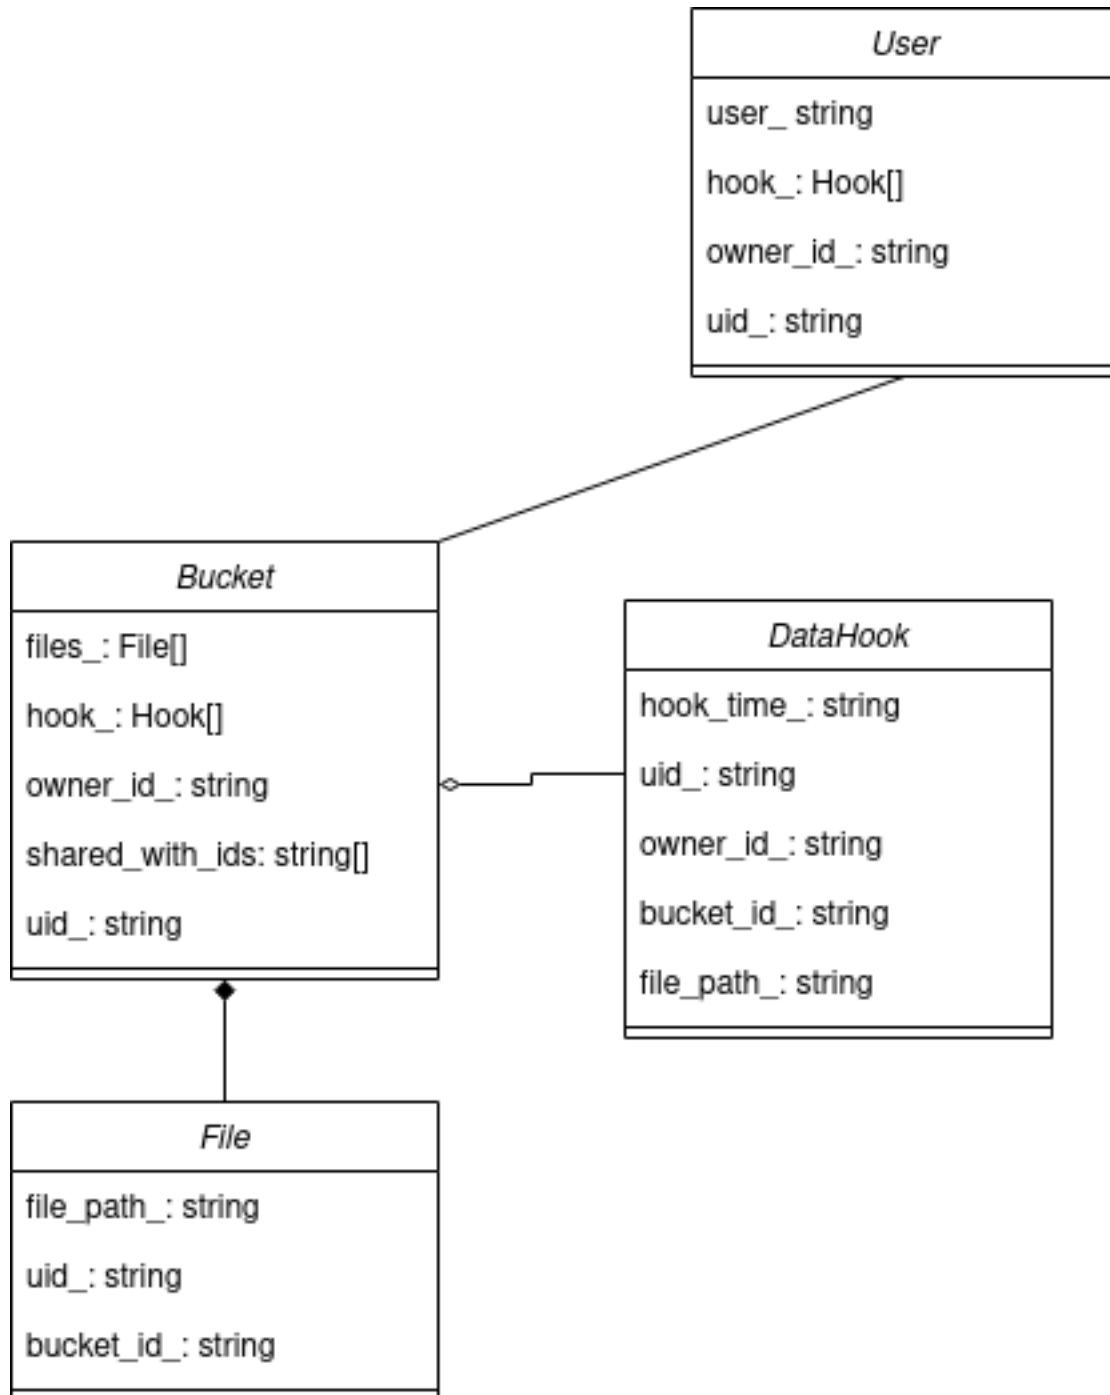 User
user_ string
hook_: Hook[]
owner_id_: string
uid_: string
Bucket
files_: File[]
hook_: Hook[]
owner_id_: string
shared_with_ids: string[]
uid_: string
DataHook
hook_time_: string
uid_: string
owner_id_: string
bucket_id_: string
file_path_: string
File
file_path_: string
uid_: string
bucket_id_: string